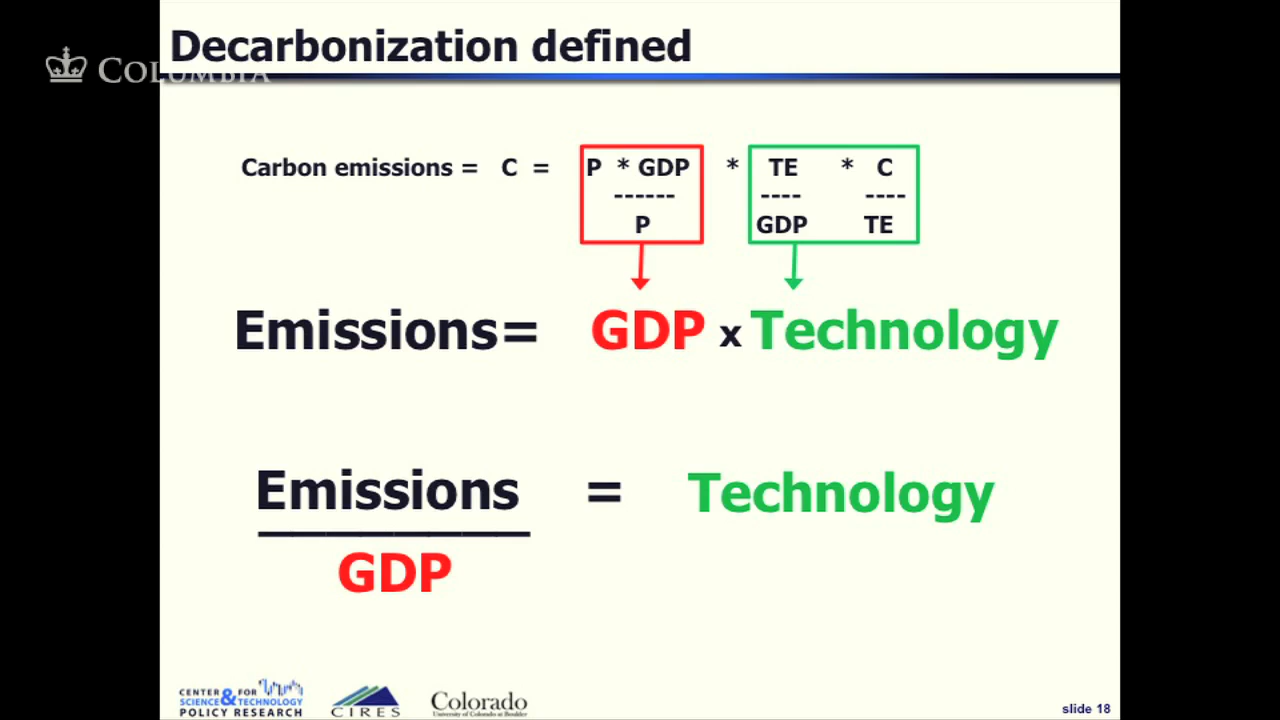 Decarbonization defined
COLUMBIA
Carbon emissions = C = P * GDP * TE * C
------ ---- ----
P GDP TE
Emissions= GDP x Technology
Emissions = Technology
GDP
CENTER FOR
SCIENCE & TECHNOLOGY
POLICY RESEARCH
CIRES
Colorado
University of Colorado at Boulder
slide 18